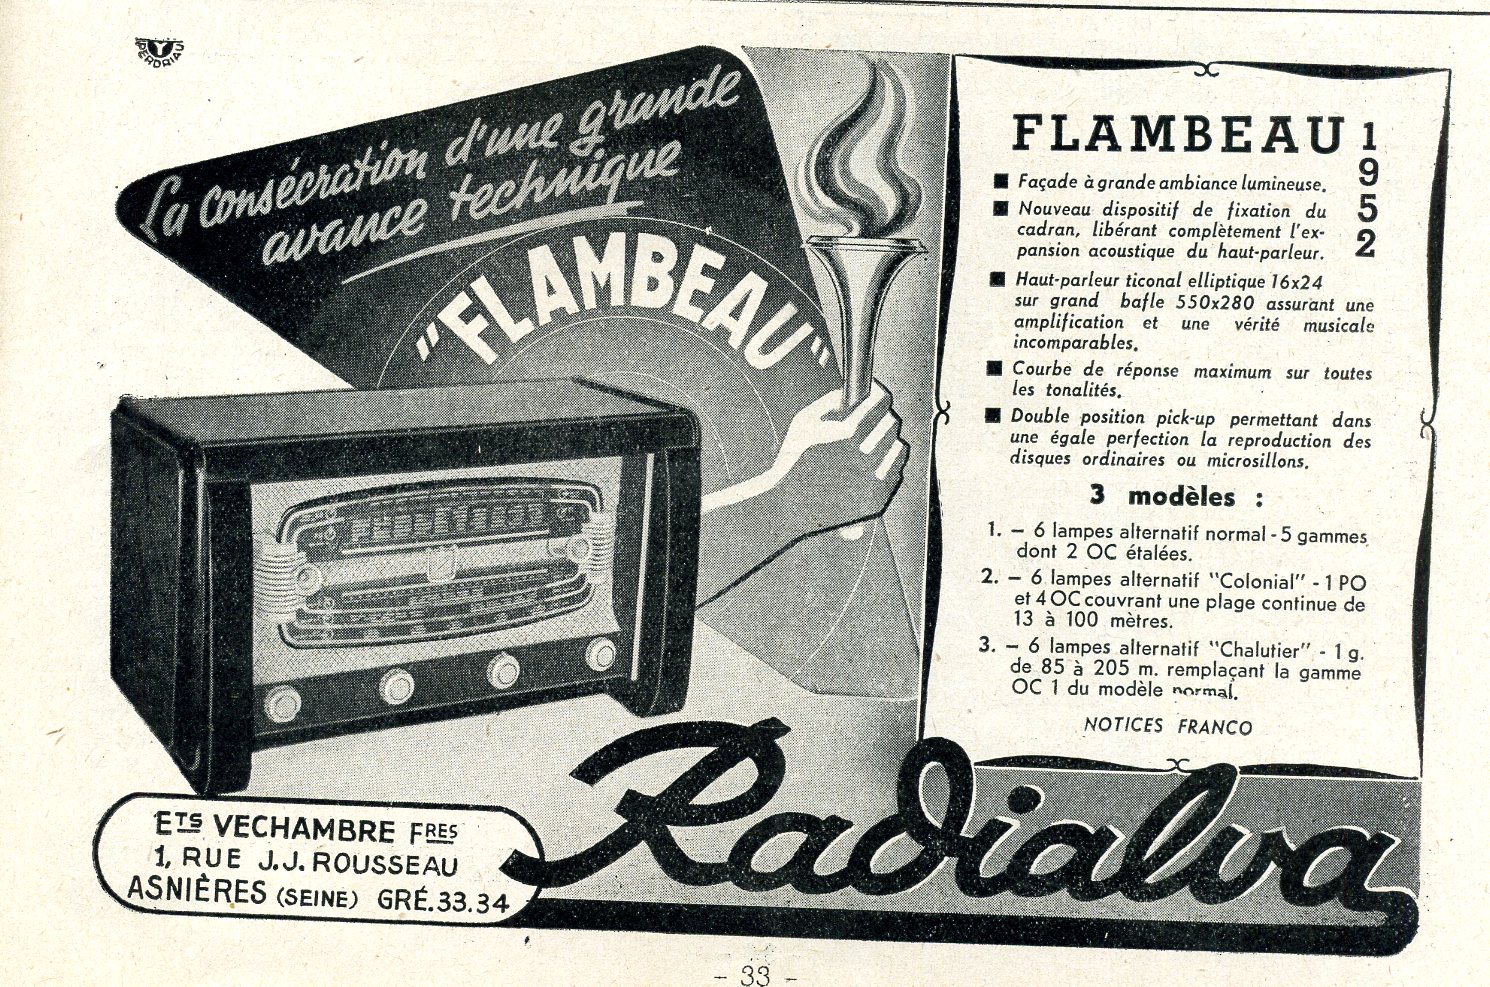 PERDRIAU
La consécration d'une grande
avance technique
"FLAMBEAU"
FLAMBEAU 1952
■ Façade à grande ambiance lumineuse.
■ Nouveau dispositif de fixation du
cadran, libérant complètement l'ex-
pansion acoustique du haut-parleur.
■ Haut-parleur ticonal elliptique 16x24
sur grand bafle 550x280 assurant une
amplification et une vérité musicale
incomparables.
■ Courbe de réponse maximum sur toutes
les tonalités.
■ Double position pick-up permettant dans
une égale perfection la reproduction des
disques ordinaires ou microsillons.
3 modèles :
1. – 6 lampes alternatif normal - 5 gammes
dont 2 OC étalées.
2. – 6 lampes alternatif "Colonial" - 1 PO
et 4 OC couvrant une plage continue de
13 à 100 mètres.
3. – 6 lampes alternatif "Chalutier" - 1 g.
de 85 à 205 m. remplaçant la gamme
OC 1 du modèle normal.
NOTICES FRANCO
Radialva
ETS VECHAMBRE FRES
1, RUE J.J. ROUSSEAU
ASNIÈRES (SEINE) GRÉ. 33.34
- 33 -